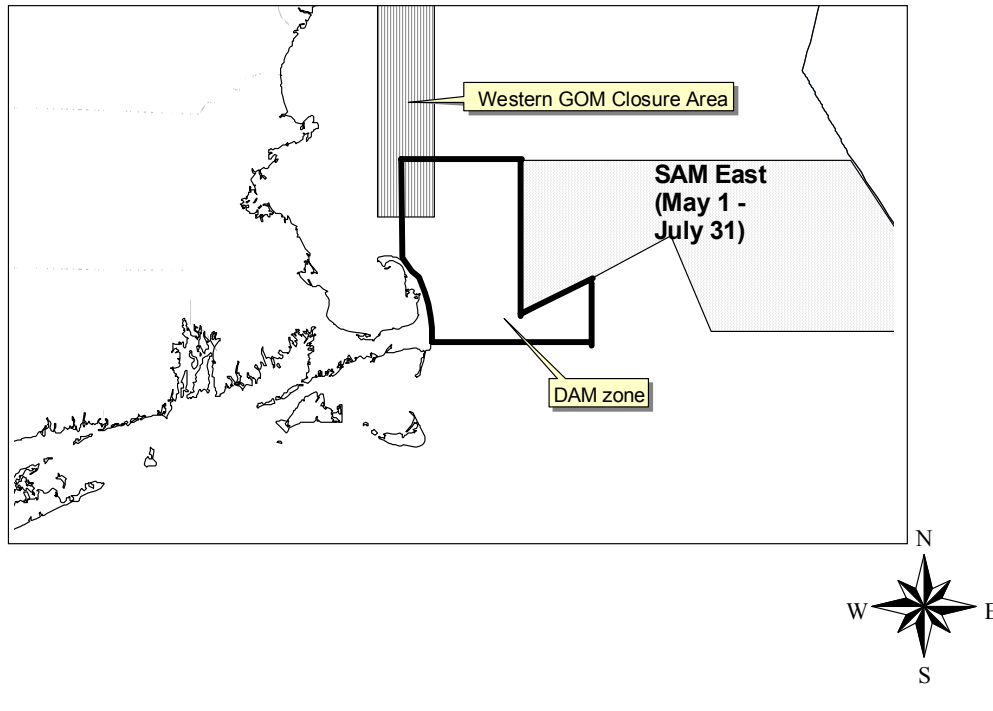 Western GOM Closure Area
SAM East
(May 1 -
July 31)
DAM zone
N
W
E
S